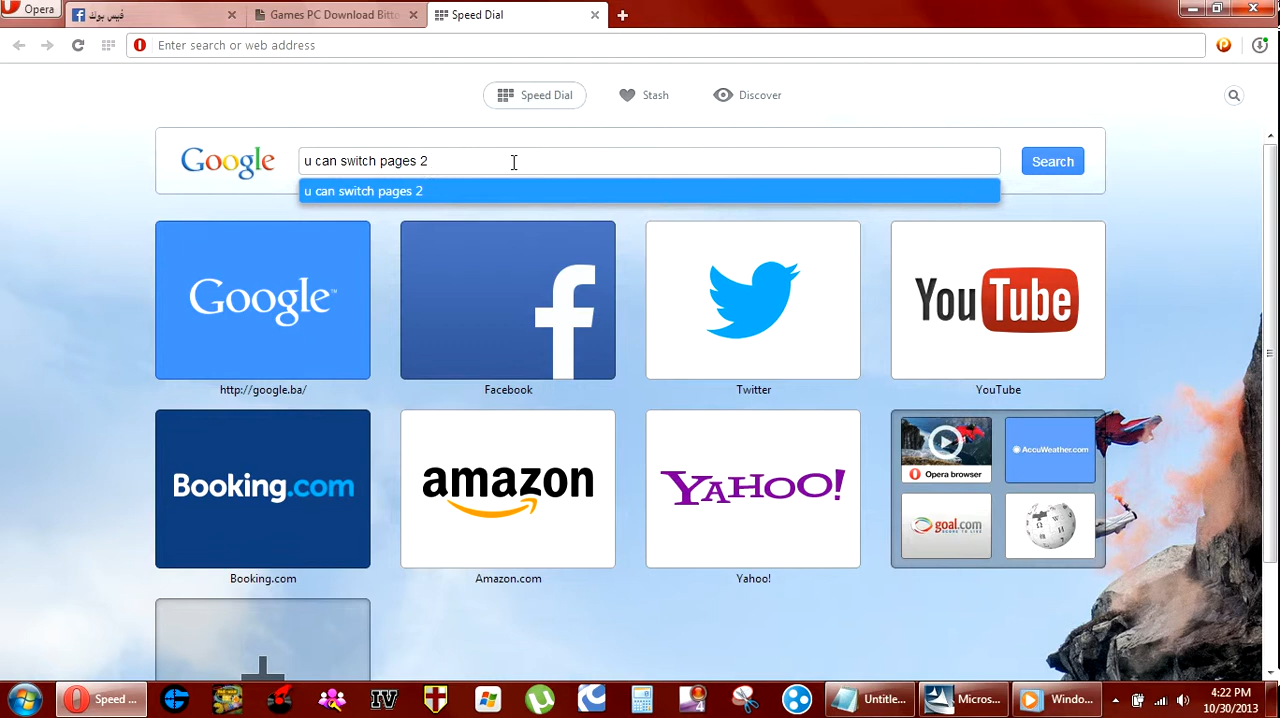 Opera
فيس بوك
Games PC Download Bitto
Speed Dial
Enter search or web address
Speed Dial
Stash
Discover
Google
u can switch pages 2
Search
u can switch pages 2
Google™
f
You Tube
http://google.ba/
Facebook
Twitter
YouTube
Booking.com
amazon
YAHOO!
Opera browser
AccuWeather.com
goal.com
Booking.com
Amazon.com
Yahoo!
Speed ...
IV
Untitle...
Micros...
Windo...
4:22 PM
10/30/2013